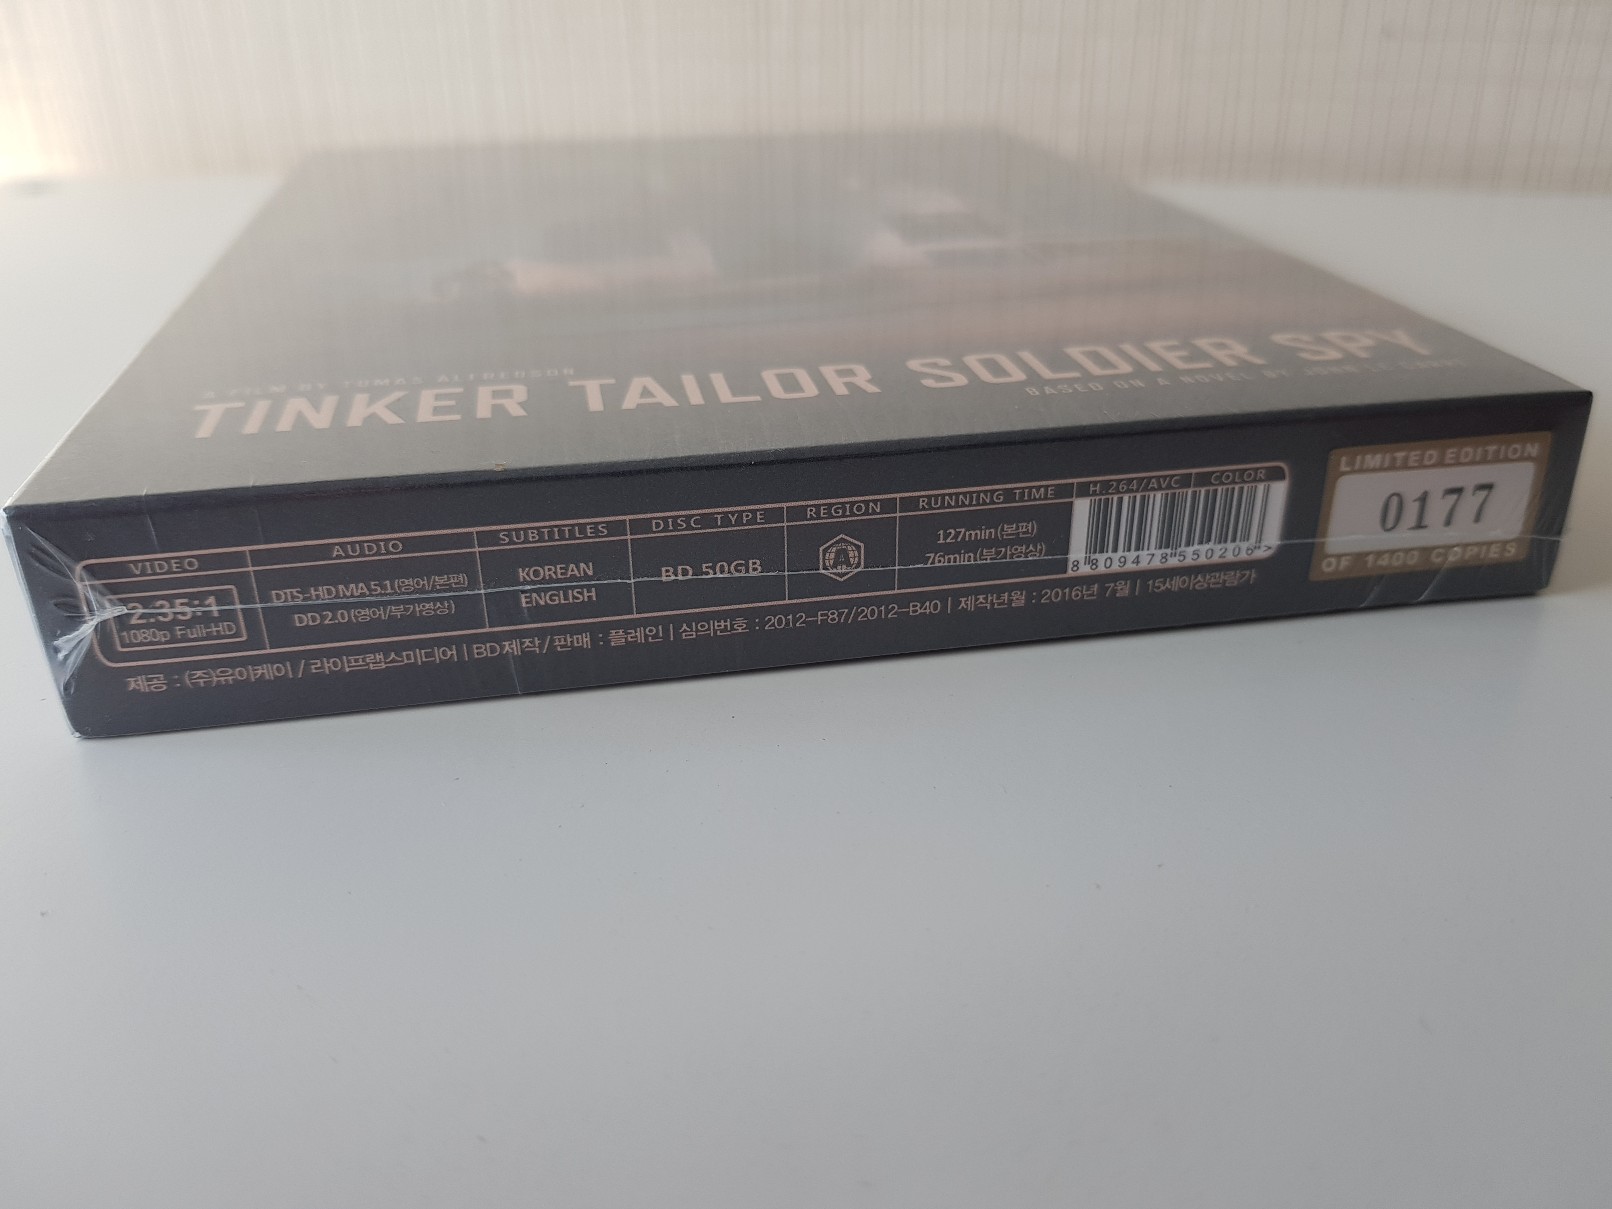 A FILM BY TOMAS ALFREDSON
TINKER TAILOR SOLDIER SPY
BASED ON A NOVEL BY JOHN LE CARRÉ
VIDEO
2.35:1
1080p Full-HD
AUDIO
DTS-HD MA 5.1(영어/본편)
DD 2.0(영어/부가영상)
SUBTITLES
KOREAN
ENGLISH
DISC TYPE
BD 50GB
REGION
A
RUNNING TIME
127min(본편)
76min(부가영상)
H.264/AVC
COLOR
8 809478 550206 >
LIMITED EDITION
0177
OF 1400 COPIES
제공 : (주)유이케이 / 라이프랩스미디어 | BD제작/판매 : 플레인 | 심의번호 : 2012-F87/2012-B40 | 제작년월 : 2016년 7월 | 15세이상관람가